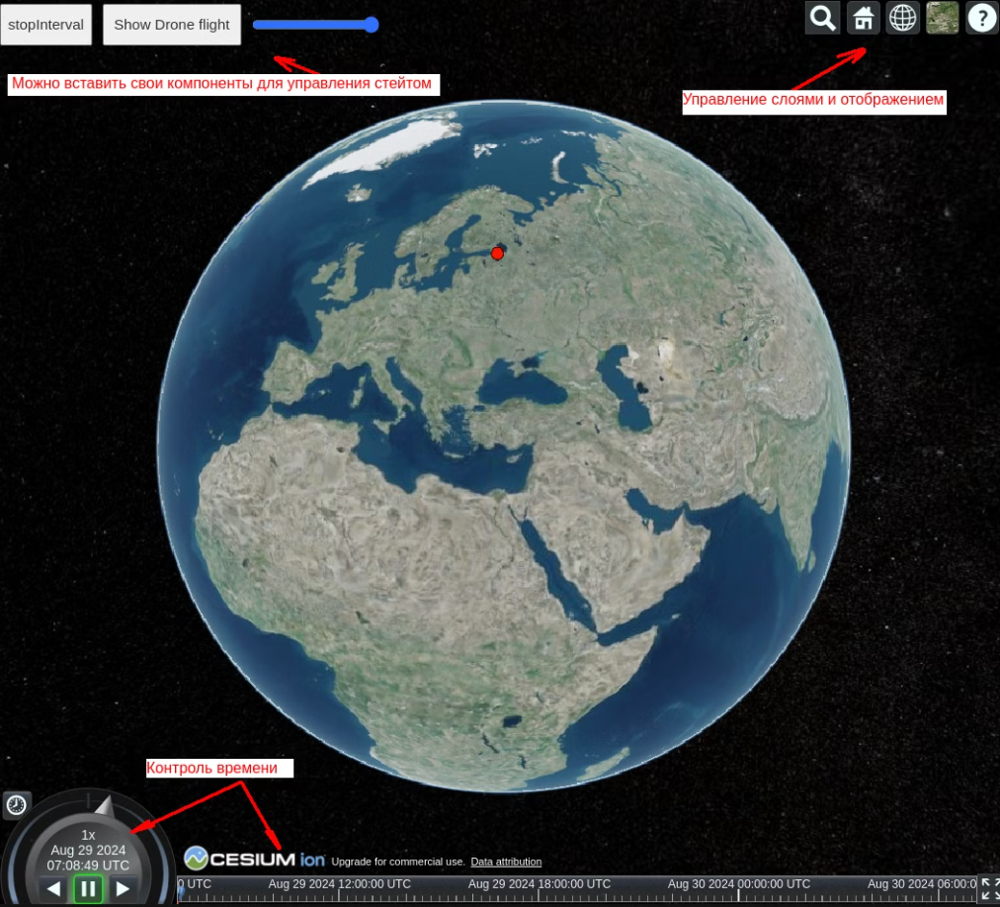 stopInterval
Show Drone flight
?
Можно вставить свои компоненты для управления стейтом
Управление слоями и отображением
Контроль времени
1x
Aug 29 2024
07:08:49 UTC
CESIUM ion
Upgrade for commercial use. Data attribution
0 UTC
Aug 29 2024 12:00:00 UTC
Aug 29 2024 18:00:00 UTC
Aug 30 2024 00:00:00 UTC
Aug 30 2024 06:00:0